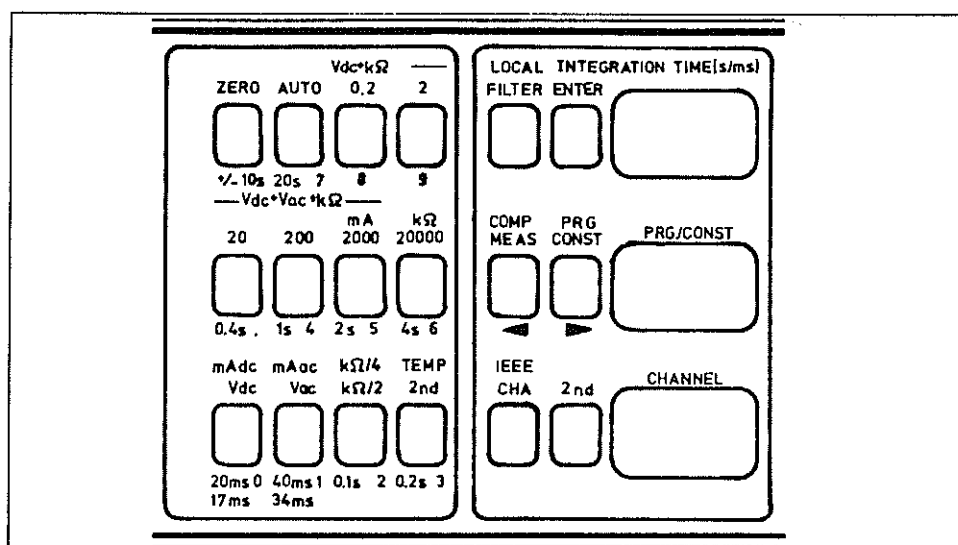 Vdc+kΩ
ZERO AUTO 0,2 2
+/- 10s 20s 7 8 9
Vdc+Vac+kΩ
mA kΩ
20 200 2000 20000
0,4s . 1s 4 2s 5 4s 6
mAdc mAac kΩ/4 TEMP
Vdc Vac kΩ/2 2nd
20ms 0 40ms 1 0.1s 2 0.2s 3
17ms 34ms
LOCAL INTEGRATION TIME(s/ms)
FILTER ENTER
COMP PRG PRG/CONST
MEAS CONST
IEEE CHANNEL
CHA 2nd